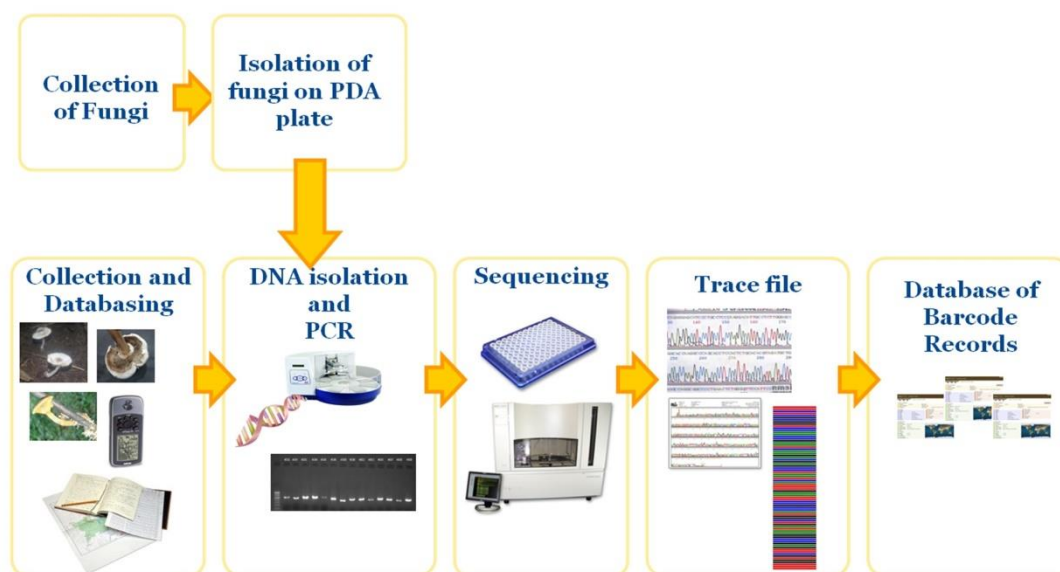 Collection
of Fungi
Isolation of
fungi on PDA
plate
Collection and
Databasing
DNA isolation
and
PCR
Sequencing
Trace file
Database of
Barcode
Records